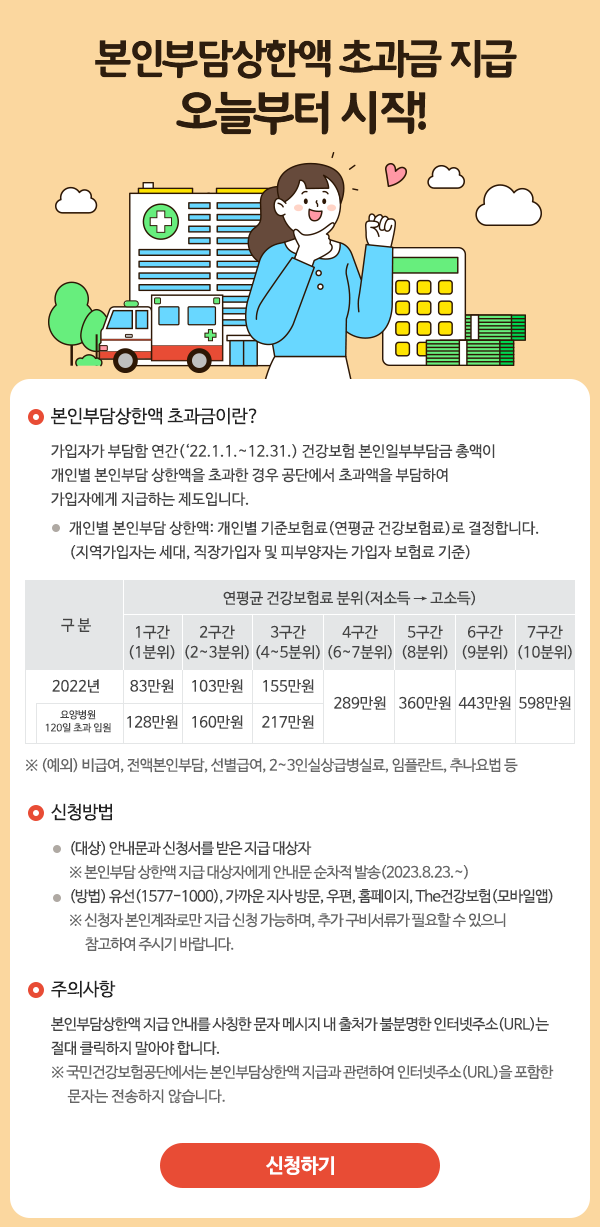 본인부담상한액 초과금 지급
오늘부터 시작!
본인부담상한액 초과금이란?
가입자가 부담함 연간('22.1.1.~12.31.) 건강보험 본인일부부담금 총액이
개인별 본인부담 상한액을 초과한 경우 공단에서 초과액을 부담하여
가입자에게 지급하는 제도입니다.
개인별 본인부담 상한액: 개인별 기준보험료(연평균 건강보험료)로 결정합니다.
(지역가입자는 세대, 직장가입자 및 피부양자는 가입자 보험료 기준)
구 분
연평균 건강보험료 분위(저소득 → 고소득)
1구간 2구간 3구간 4구간 5구간 6구간 7구간
(1분위) (2~3분위) (4~5분위) (6~7분위) (8분위) (9분위) (10분위)
2022년 83만원 103만원 155만원
289만원 360만원 443만원 598만원
요양병원
120일 초과 입원
128만원 160만원 217만원
※ (예외) 비급여, 전액본인부담, 선별급여, 2~3인실상급병실료, 임플란트, 추나요법 등
신청방법
(대상) 안내문과 신청서를 받은 지급 대상자
※ 본인부담 상한액 지급 대상자에게 안내문 순차적 발송(2023.8.23.~)
(방법) 유선(1577-1000), 가까운 지사 방문, 우편, 홈페이지, The건강보험(모바일앱)
※ 신청자 본인계좌로만 지급 신청 가능하며, 추가 구비서류가 필요할 수 있으니
참고하여 주시기 바랍니다.
주의사항
본인부담상한액 지급 안내를 사칭한 문자 메시지 내 출처가 불분명한 인터넷주소(URL)는
절대 클릭하지 말아야 합니다.
※ 국민건강보험공단에서는 본인부담상한액 지급과 관련하여 인터넷주소(URL)을 포함한
문자는 전송하지 않습니다.
신청하기